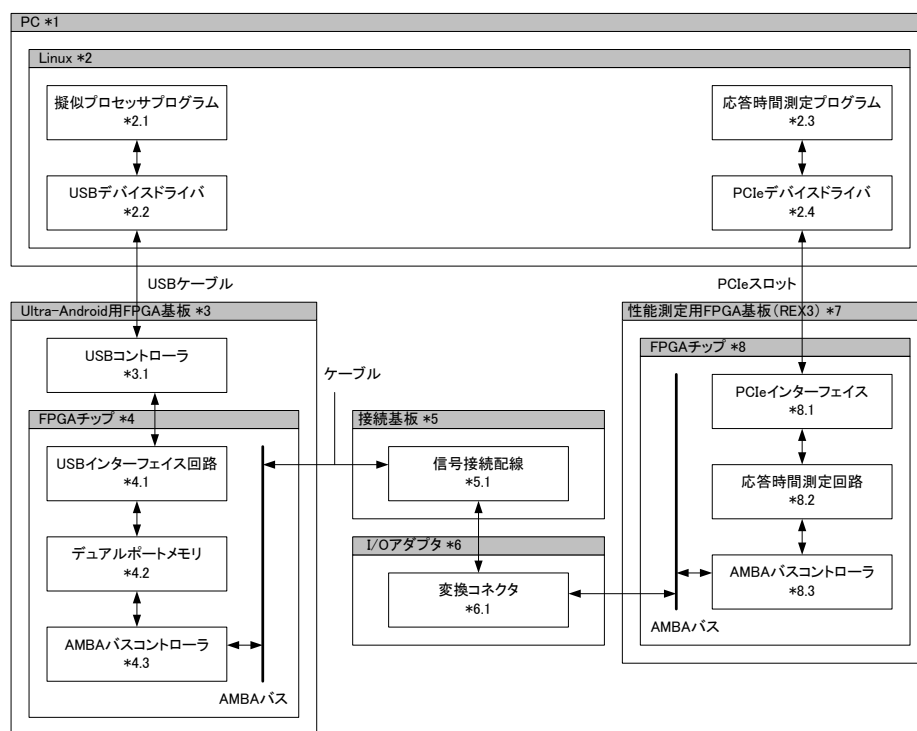 PC *1
Linux *2
擬似プロセッサプログラム
*2.1
応答時間測定プログラム
*2.3
USBデバイスドライバ
*2.2
PCIeデバイスドライバ
*2.4
USBケーブル
PCIeスロット
Ultra-Android用FPGA基板 *3
性能測定用FPGA基板(REX3) *7
USBコントローラ
*3.1
ケーブル
FPGAチップ *8
PCIeインターフェイス
*8.1
FPGAチップ *4
接続基板 *5
USBインターフェイス回路
*4.1
信号接続配線
*5.1
応答時間測定回路
*8.2
デュアルポートメモリ
*4.2
I/Oアダプタ *6
変換コネクタ
*6.1
AMBAバスコントローラ
*8.3
AMBAバス
AMBAバスコントローラ
*4.3
AMBAバス